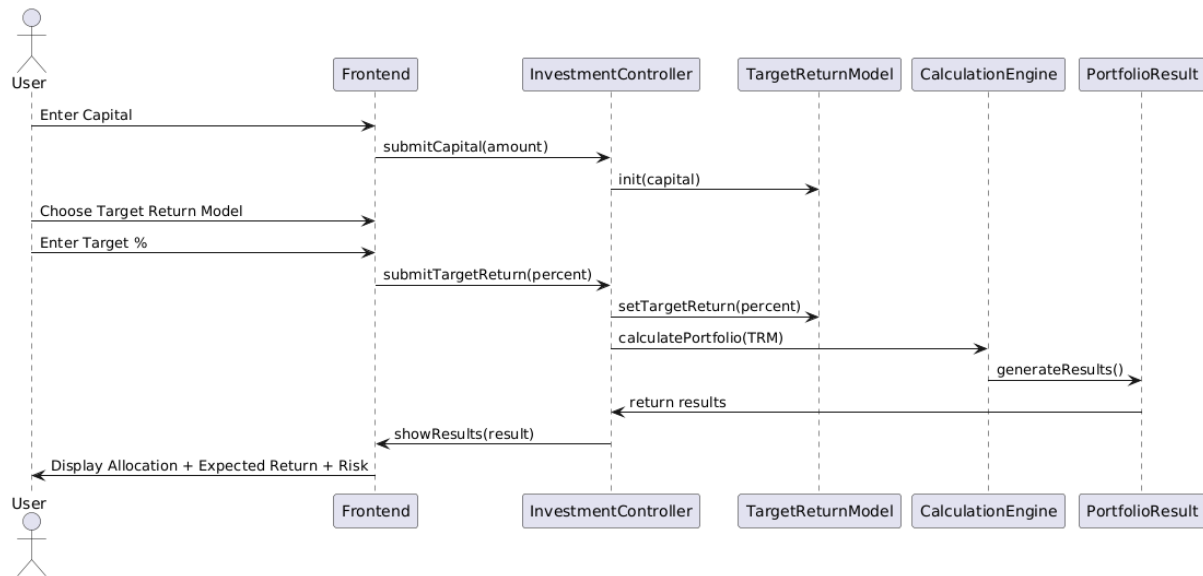 User
Frontend
InvestmentController
TargetReturnModel
CalculationEngine
PortfolioResult
Enter Capital
submitCapital(amount)
init(capital)
Choose Target Return Model
Enter Target %
submitTargetReturn(percent)
setTargetReturn(percent)
calculatePortfolio(TRM)
generateResults()
return results
showResults(result)
Display Allocation + Expected Return + Risk
User
Frontend
InvestmentController
TargetReturnModel
CalculationEngine
PortfolioResult